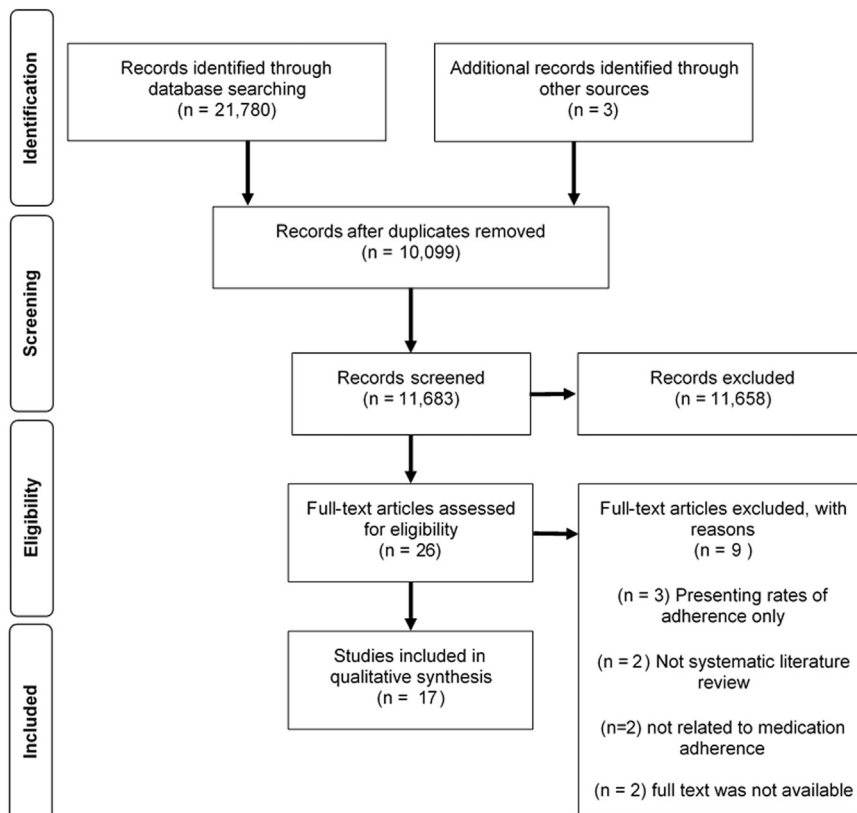 Identification
Records identified through
database searching
(n = 21,780)
Additional records identified through
other sources
(n = 3)
Screening
Records after duplicates removed
(n = 10,099)
Records screened
(n = 11,683)
Records excluded
(n = 11,658)
Eligibility
Full-text articles assessed
for eligibility
(n = 26)
Full-text articles excluded, with
reasons
(n = 9 )
(n = 3) Presenting rates of
adherence only
(n = 2) Not systematic literature
review
(n=2) not related to medication
adherence
(n = 2) full text was not available
Included
Studies included in
qualitative synthesis
(n = 17)